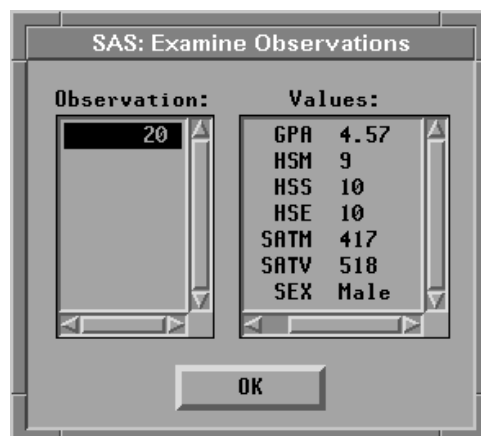 SAS: Examine Observations
Observation: Values:
20
GPA 4.57
HSM 9
HSS 10
HSE 10
SATM 417
SATV 518
SEX Male
OK